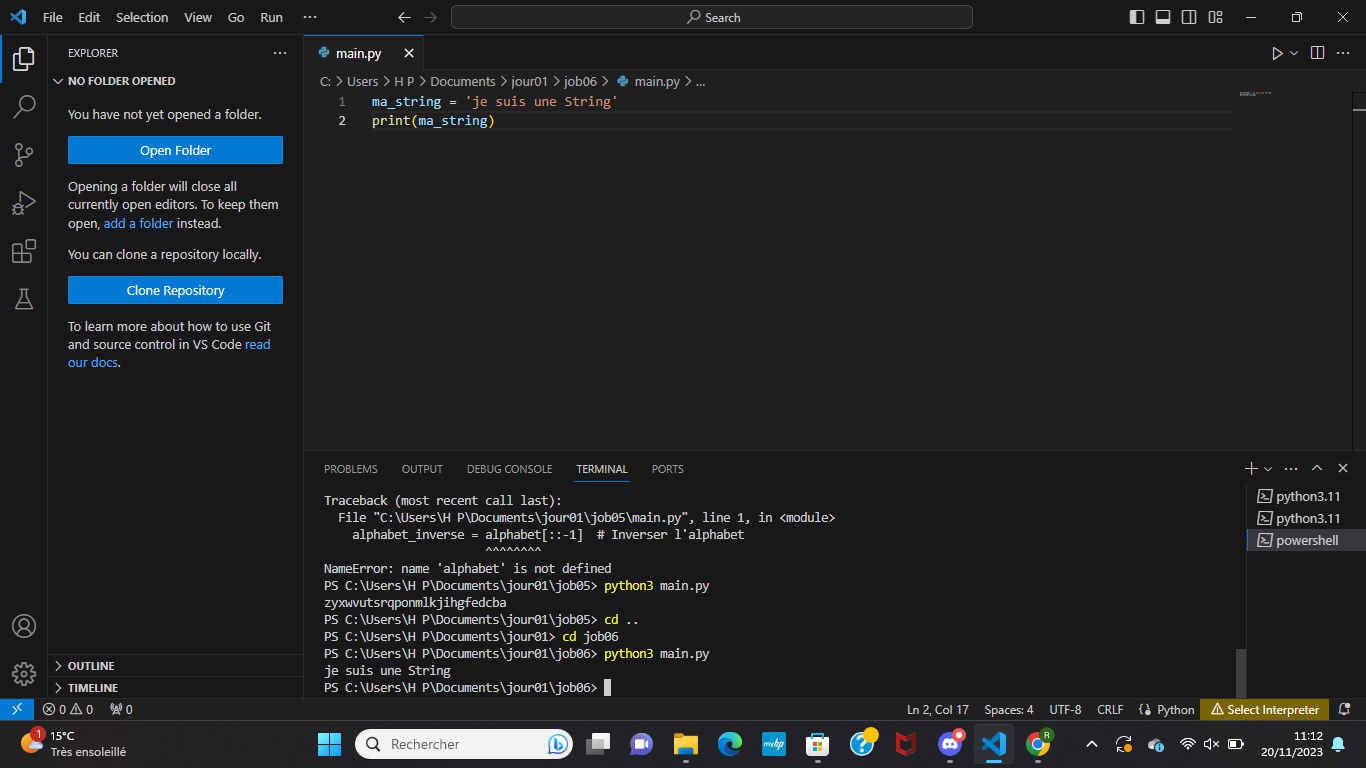 File Edit Selection View Go Run ···
Search
EXPLORER ···
NO FOLDER OPENED
You have not yet opened a folder.
Open Folder
Opening a folder will close all
currently open editors. To keep them
open, add a folder instead.
You can clone a repository locally.
Clone Repository
To learn more about how to use Git
and source control in VS Code read
our docs.
OUTLINE
TIMELINE
main.py
C: > Users > H P > Documents > jour01 > job06 > main.py > ...
1 ma_string = 'je suis une String'
2 print(ma_string)
PROBLEMS OUTPUT DEBUG CONSOLE TERMINAL PORTS
Traceback (most recent call last):
  File "C:\Users\H P\Documents\jour01\job05\main.py", line 1, in <module>
    alphabet_inverse = alphabet[::-1]  # Inverser l'alphabet
                       ^^^^^^^^
NameError: name 'alphabet' is not defined
PS C:\Users\H P\Documents\jour01\job05> python3 main.py
zyxwvutsrqponmlkjihgfedcba
PS C:\Users\H P\Documents\jour01\job05> cd ..
PS C:\Users\H P\Documents\jour01> cd job06
PS C:\Users\H P\Documents\jour01\job06> python3 main.py
je suis une String
PS C:\Users\H P\Documents\jour01\job06>
python3.11
python3.11
powershell
0 0 0
Ln 2, Col 17 Spaces: 4 UTF-8 CRLF Python Select Interpreter
1
15°C
Très ensoleillé
Rechercher
myhp
R
11:12
20/11/2023